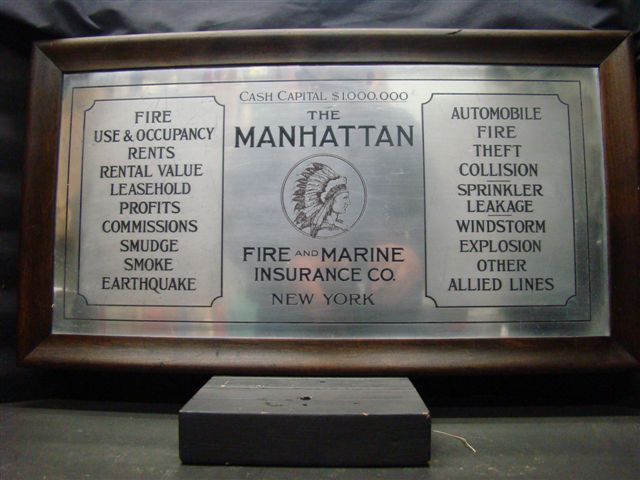 FIRE
USE & OCCUPANCY
RENTS
RENTAL VALUE
LEASEHOLD
PROFITS
COMMISSIONS
SMUDGE
SMOKE
EARTHQUAKE
CASH CAPITAL $1,000,000
THE
MANHATTAN
FIRE AND MARINE
INSURANCE CO.
NEW YORK
AUTOMOBILE
FIRE
THEFT
COLLISION
SPRINKLER
LEAKAGE
WINDSTORM
EXPLOSION
OTHER
ALLIED LINES